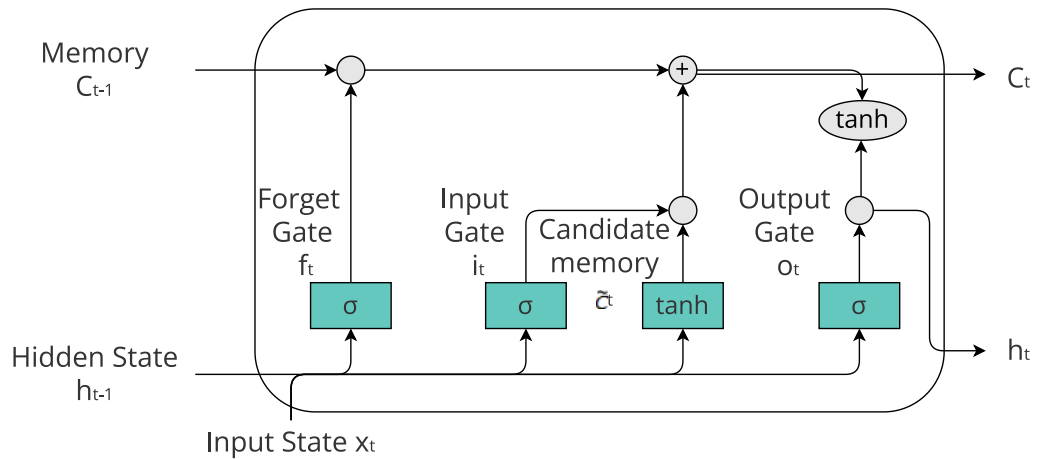 Memory
Cₜ₋₁
+
Cₜ
tanh
Forget
Gate
fₜ
Input
Gate
iₜ
Candidate
memory
c̃ₜ
Output
Gate
oₜ
σ
σ
tanh
σ
Hidden State
hₜ₋₁
hₜ
Input State xₜ